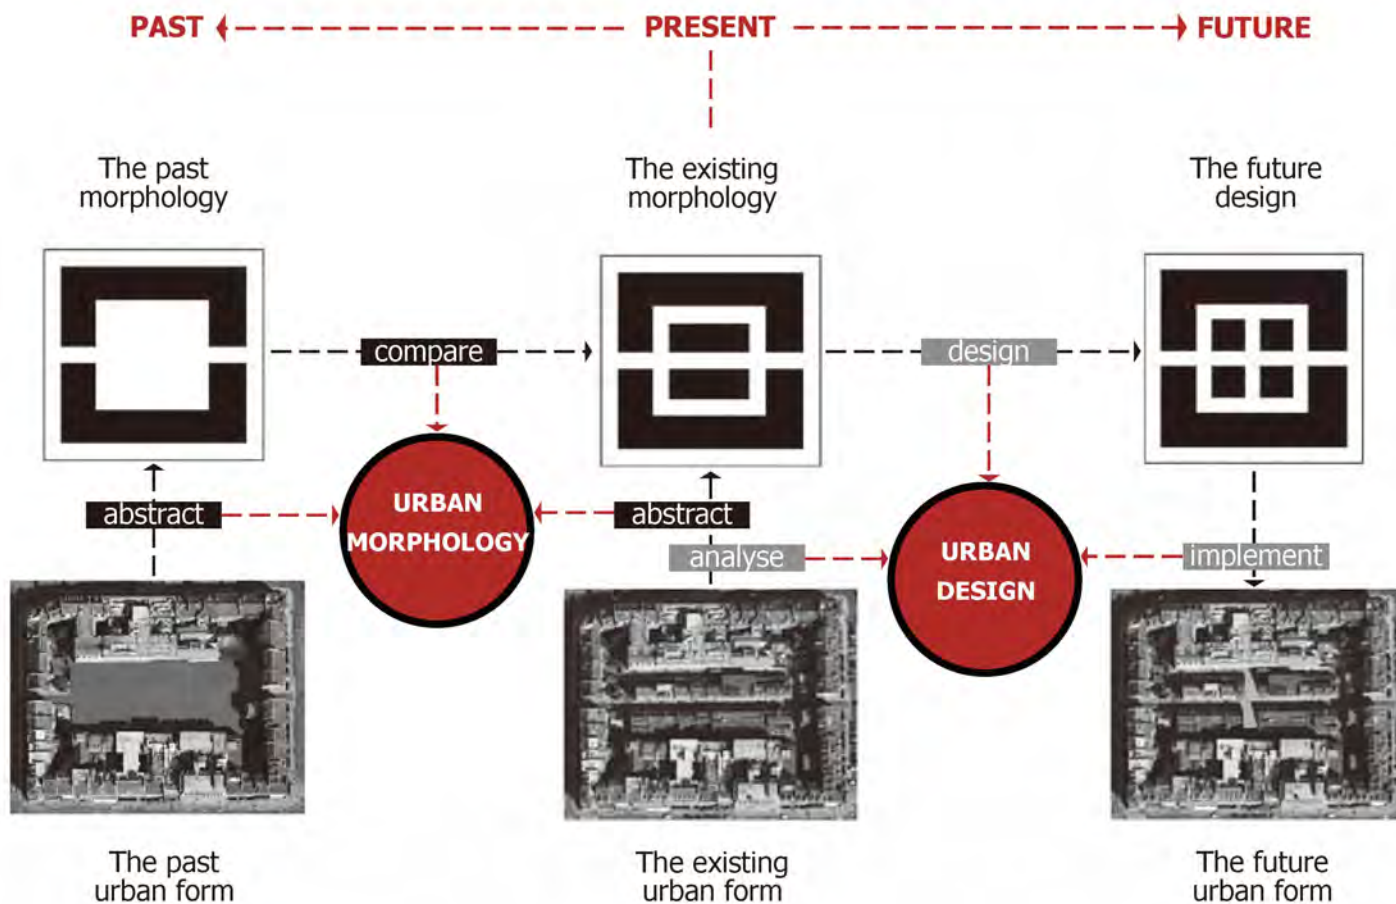 PAST
PRESENT
FUTURE
The past
morphology
The existing
morphology
The future
design
compare
design
abstract
URBAN
MORPHOLOGY
abstract
analyse
URBAN
DESIGN
implement
The past
urban form
The existing
urban form
The future
urban form